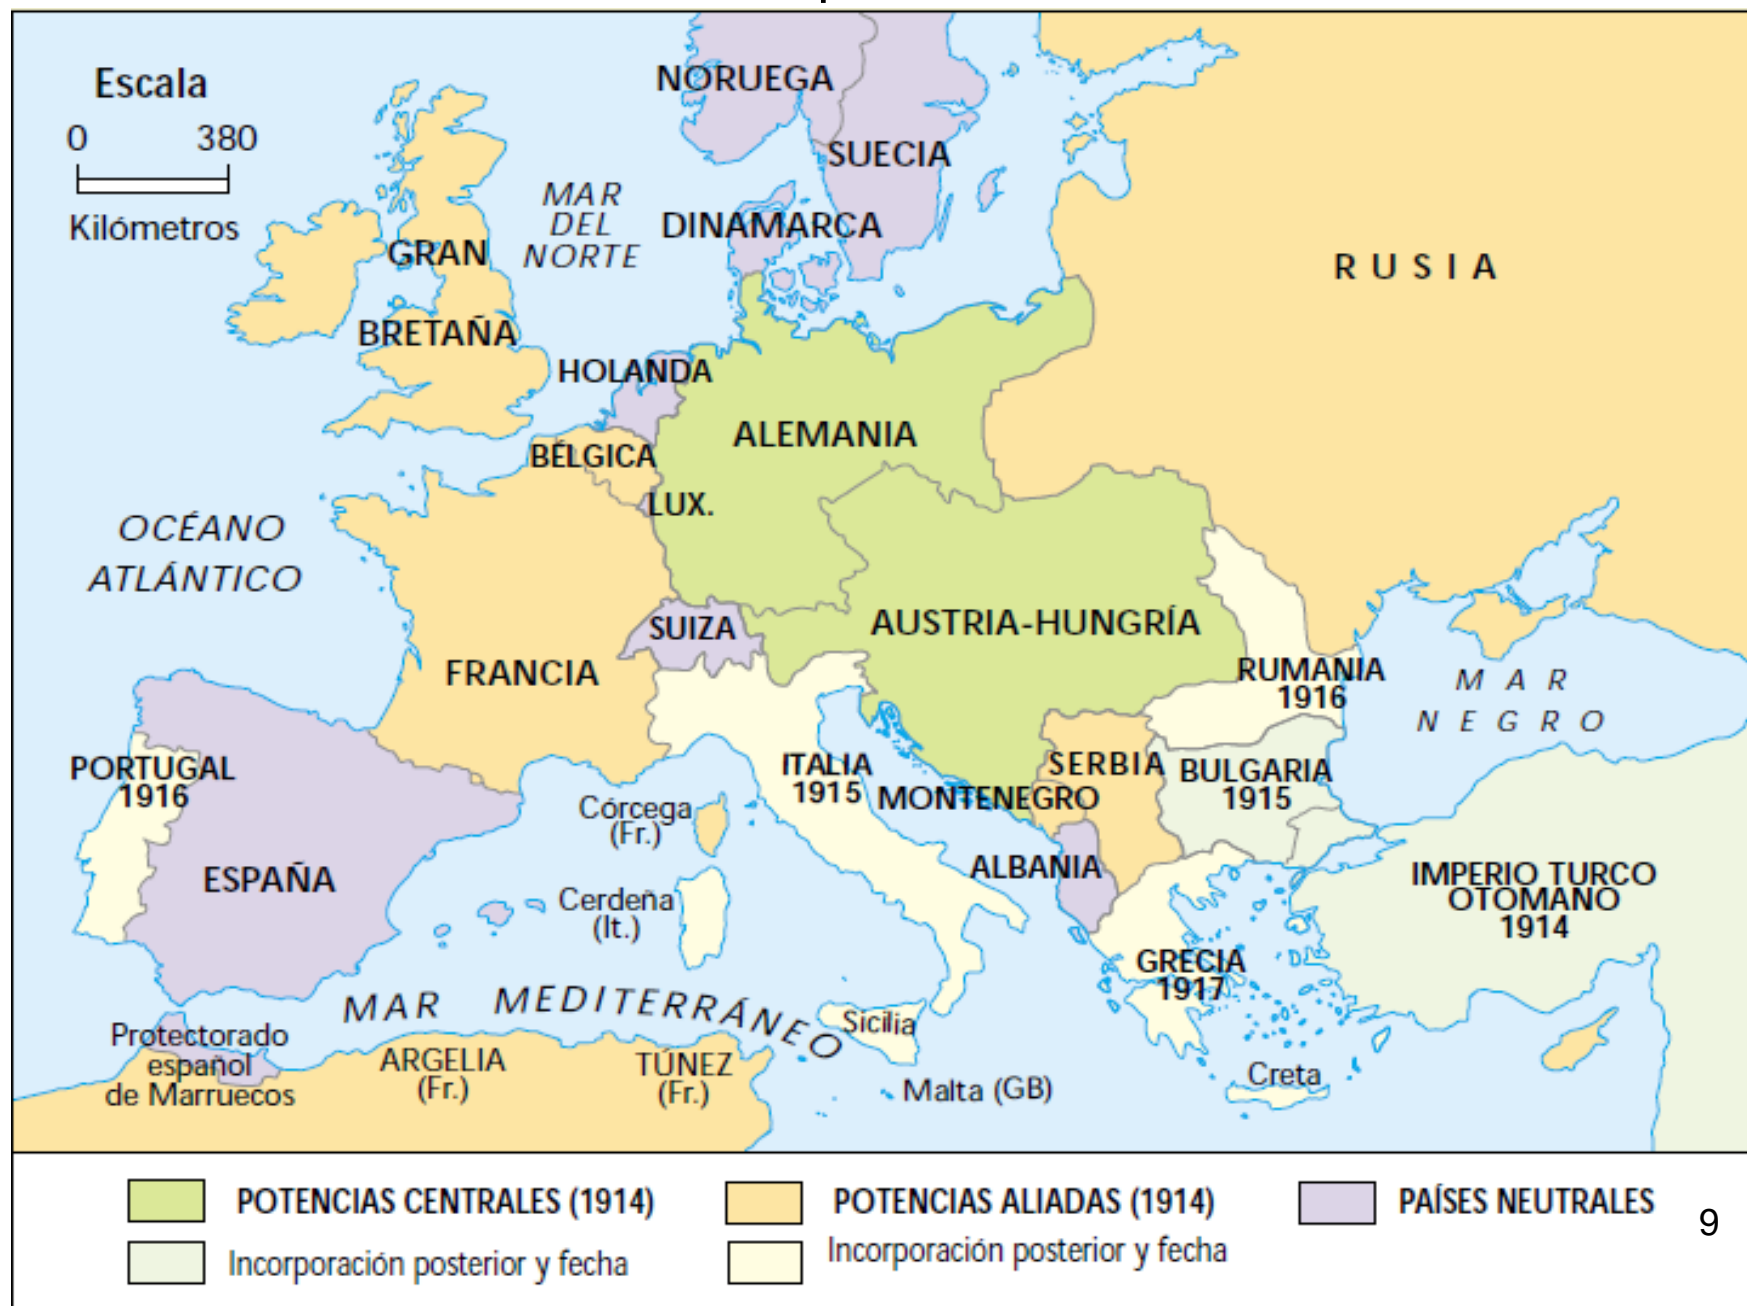 Escala
0 380
Kilómetros
NORUEGA
SUECIA
MAR
DEL
NORTE
DINAMARCA
GRAN
BRETAÑA
RUSIA
HOLANDA
BÉLGICA
LUX.
ALEMANIA
OCÉANO
ATLÁNTICO
SUIZA
AUSTRIA-HUNGRÍA
FRANCIA
RUMANIA
1916
MAR
NEGRO
PORTUGAL
1916
ESPAÑA
ITALIA
1915
MONTENEGRO
SERBIA
BULGARIA
1915
Córcega
(Fr.)
ALBANIA
Cerdeña
(It.)
IMPERIO TURCO
OTOMANO
1914
GRECIA
1917
MAR MEDITERRÁNEO
Sicilia
Protectorado
español
de Marruecos
ARGELIA
(Fr.)
TÚNEZ
(Fr.)
Malta (GB)
Creta
POTENCIAS CENTRALES (1914)
Incorporación posterior y fecha
POTENCIAS ALIADAS (1914)
Incorporación posterior y fecha
PAÍSES NEUTRALES
9